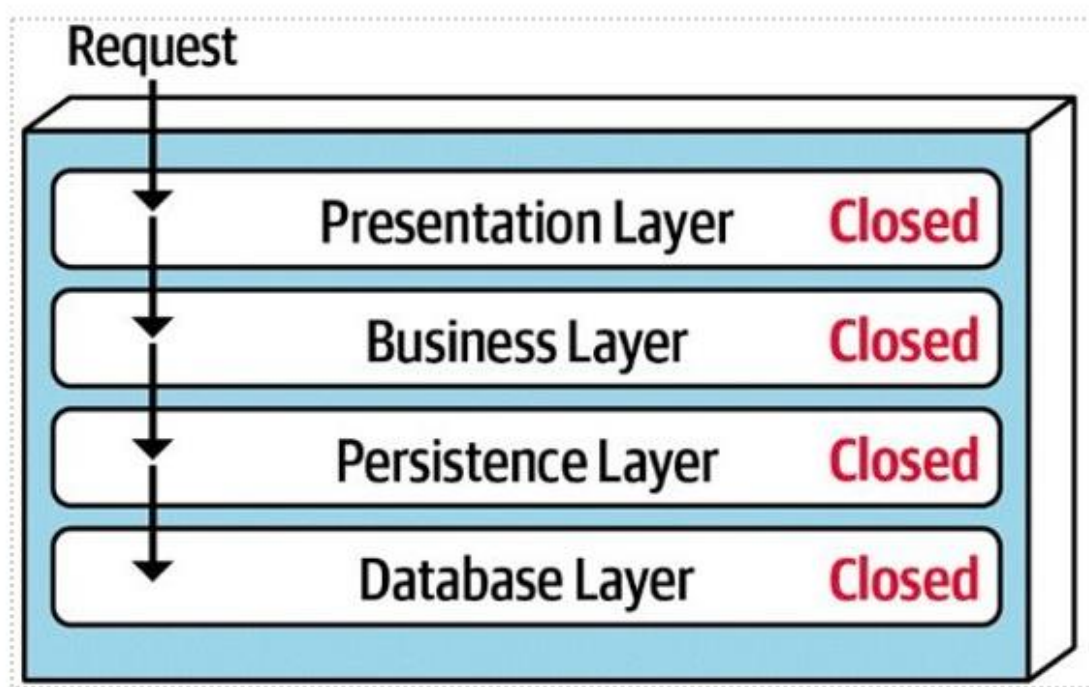 Request
Presentation Layer Closed
Business Layer Closed
Persistence Layer Closed
Database Layer Closed